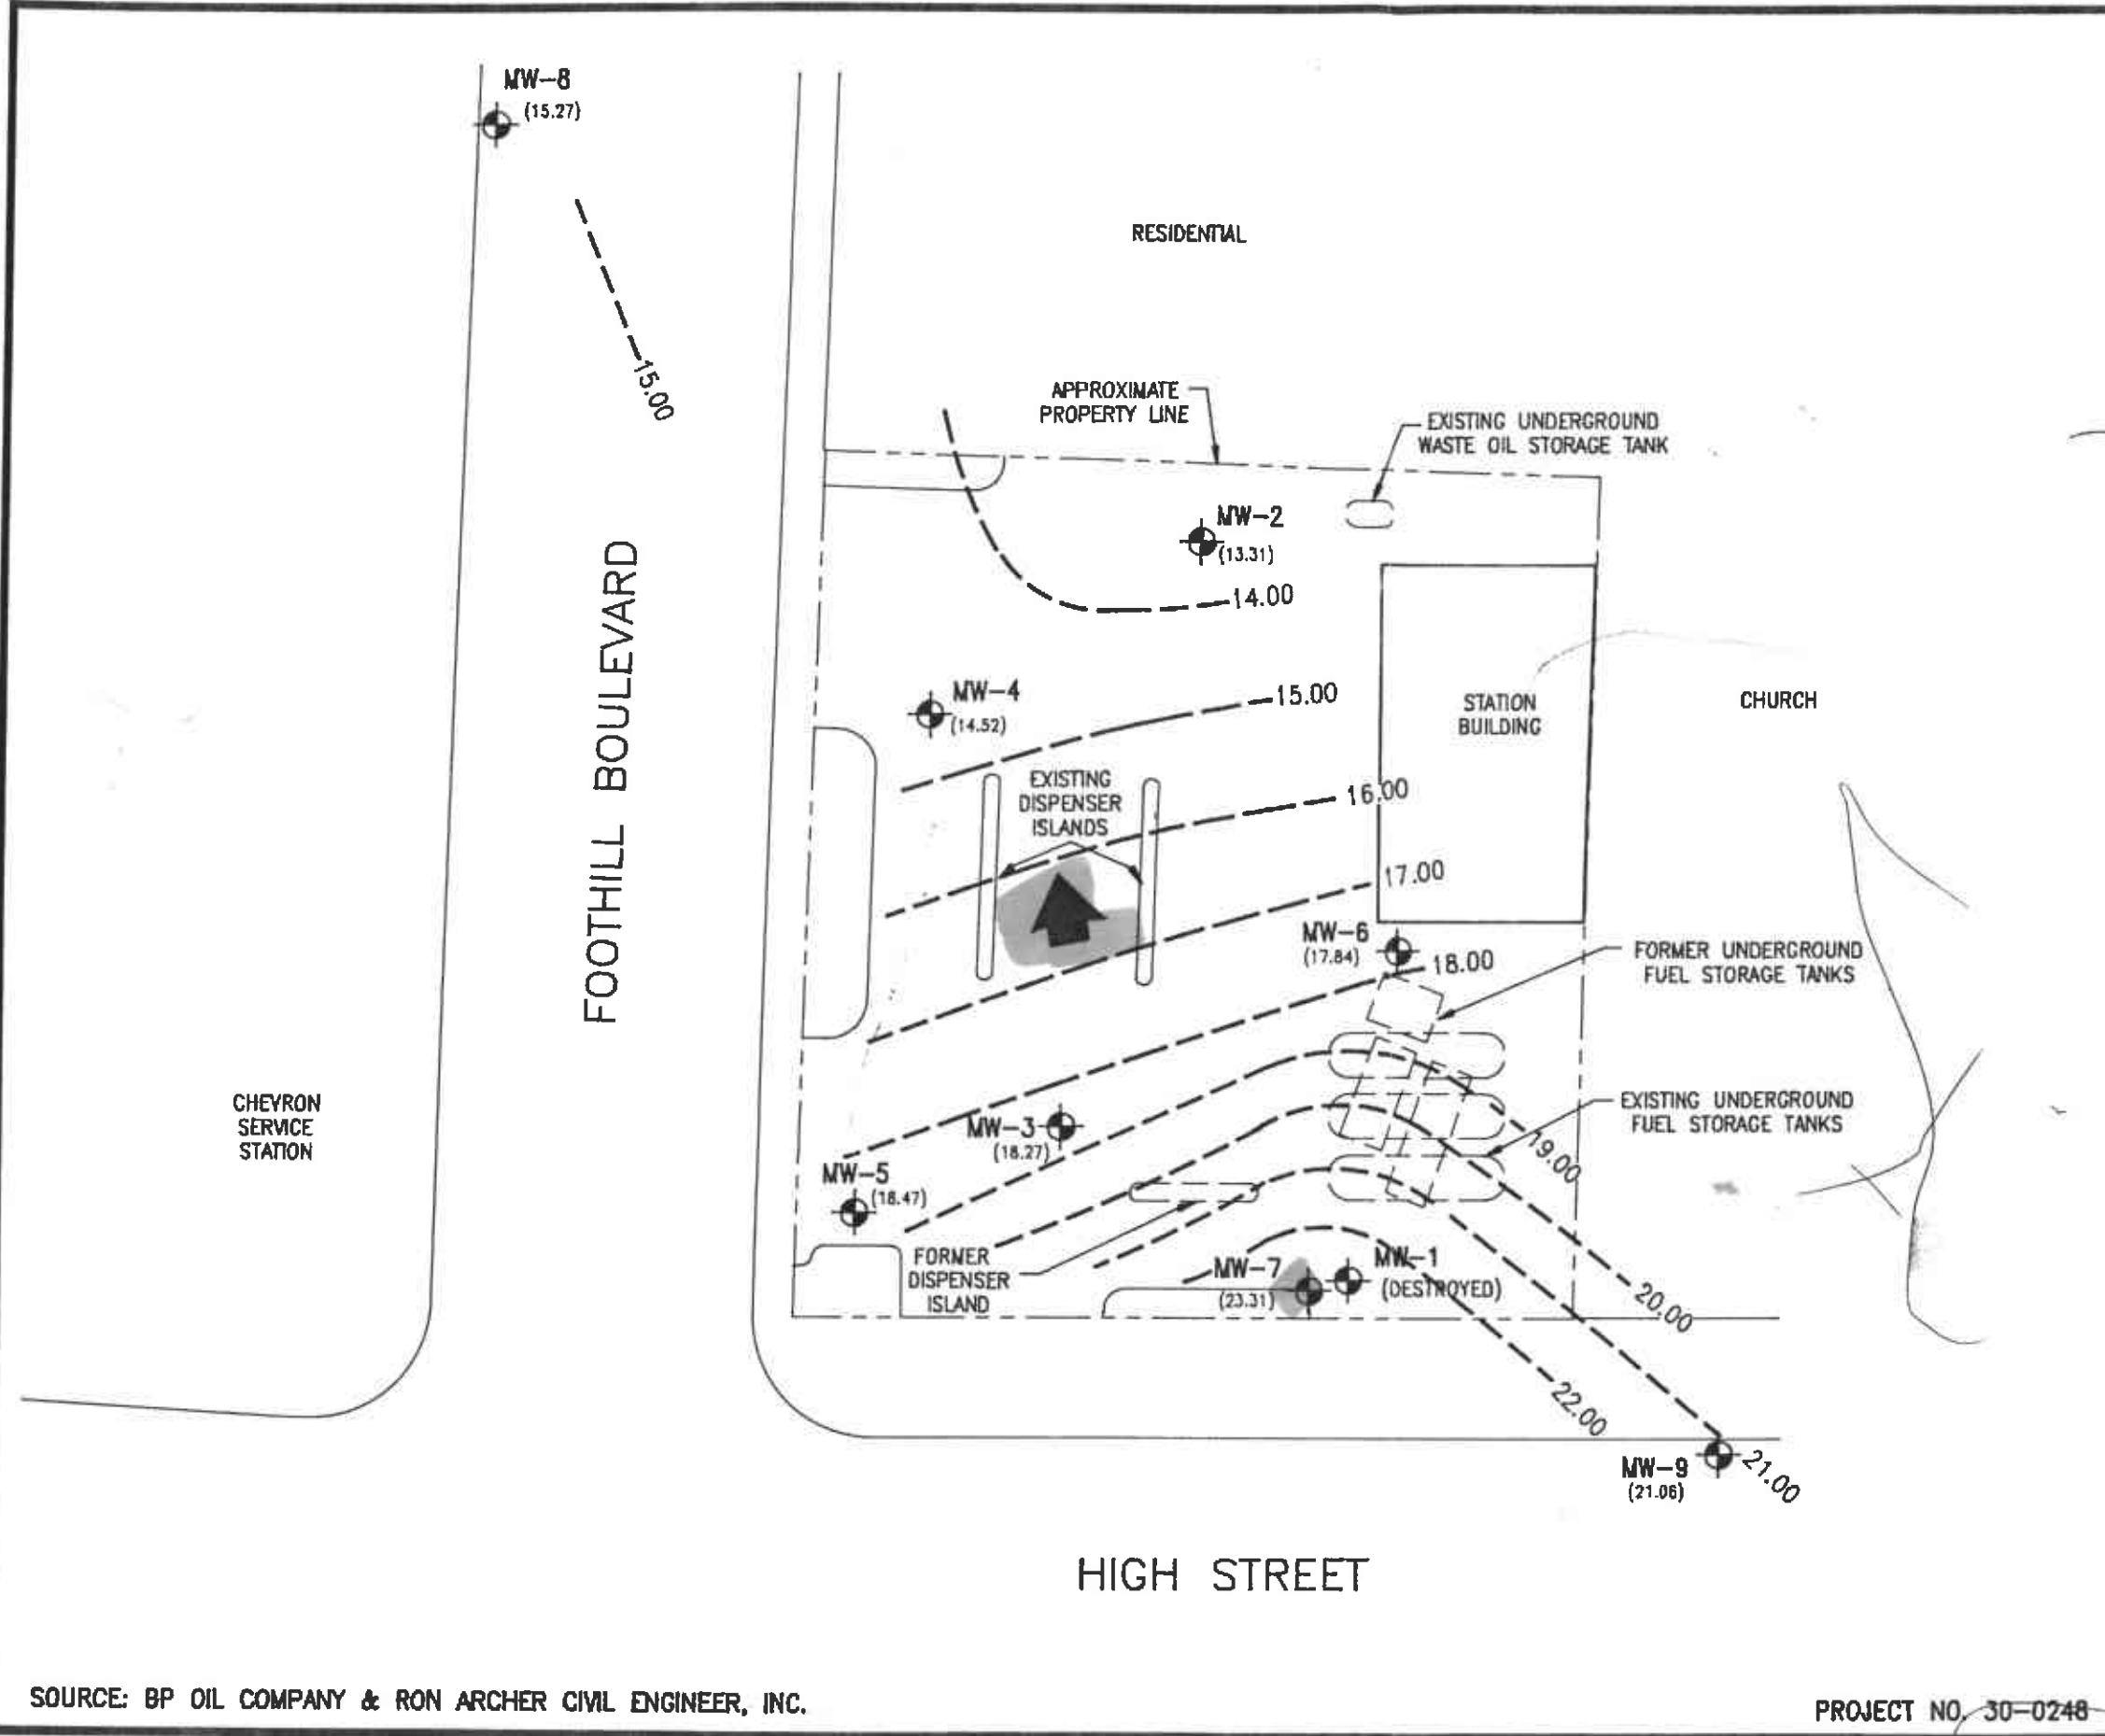 MW-8
(15.27)
RESIDENTIAL
15.00
APPROXIMATE
PROPERTY LINE
EXISTING UNDERGROUND
WASTE OIL STORAGE TANK
MW-2
(13.31)
14.00
FOOTHILL BOULEVARD
MW-4
(14.52)
15.00
STATION
BUILDING
CHURCH
EXISTING
DISPENSER
ISLANDS
16.00
17.00
MW-6
(17.84)
18.00
FORMER UNDERGROUND
FUEL STORAGE TANKS
CHEVRON
SERVICE
STATION
MW-3
(18.27)
EXISTING UNDERGROUND
FUEL STORAGE TANKS
19.00
MW-5
(18.47)
FORMER
DISPENSER
ISLAND
MW-7
(23.31)
MW-1
(DESTROYED)
20.00
22.00
MW-9
(21.06)
21.00
HIGH STREET
SOURCE: BP OIL COMPANY & RON ARCHER CIVIL ENGINEER, INC.
PROJECT NO. 30-0248